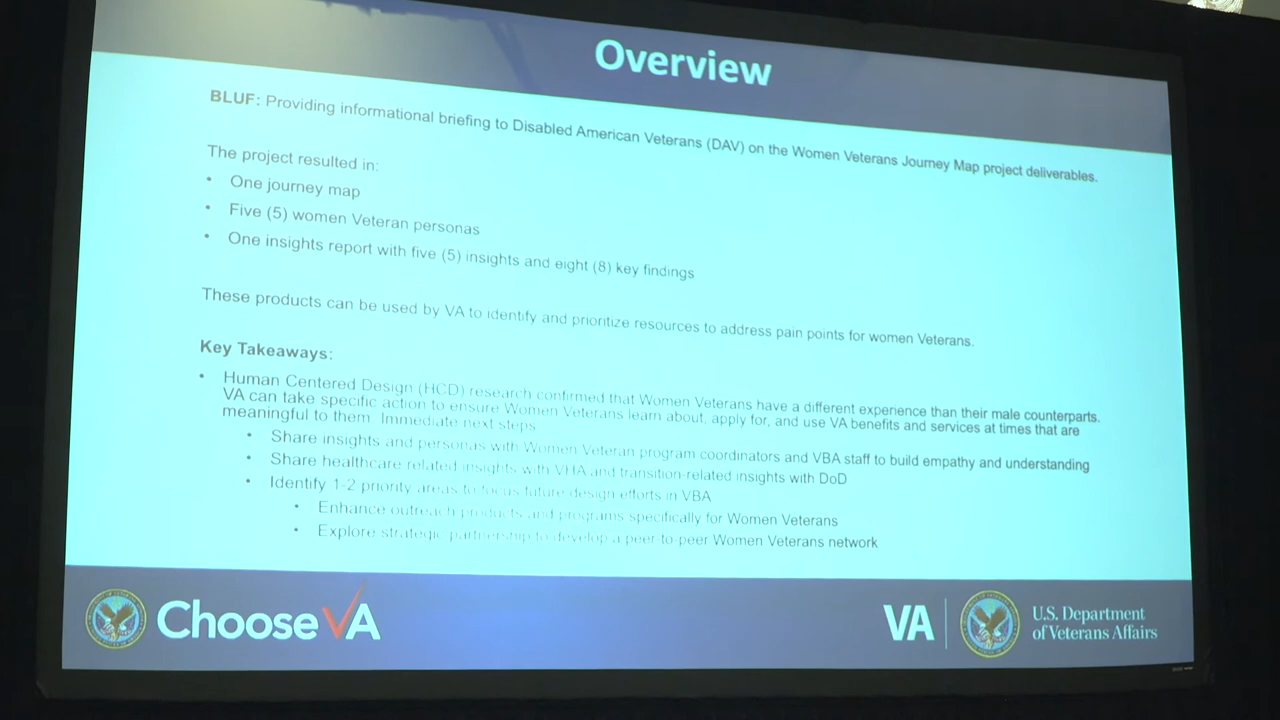 Overview
BLUF: Providing informational briefing to Disabled American Veterans (DAV) on the Women Veterans Journey Map project deliverables.
The project resulted in:
• One journey map
• Five (5) women Veteran personas
• One insights report with five (5) insights and eight (8) key findings
These products can be used by VA to identify and prioritize resources to address pain points for women Veterans.
Key Takeaways:
• Human Centered Design (HCD) research confirmed that Women Veterans have a different experience than their male counterparts.
VA can take specific action to ensure Women Veterans learn about, apply for, and use VA benefits and services at times that are
meaningful to them. Immediate next steps
• Share insights and personas with Women Veteran program coordinators and VBA staff to build empathy and understanding
• Share healthcare related insights with VHA and transition-related insights with DoD
• Identify 1-2 priority areas to focus future design efforts in VBA
• Enhance outreach products and programs specifically for Women Veterans
• Explore strategic partnership to develop a peer-to-peer Women Veterans network
Choose VA
VA
U.S. Department
of Veterans Affairs